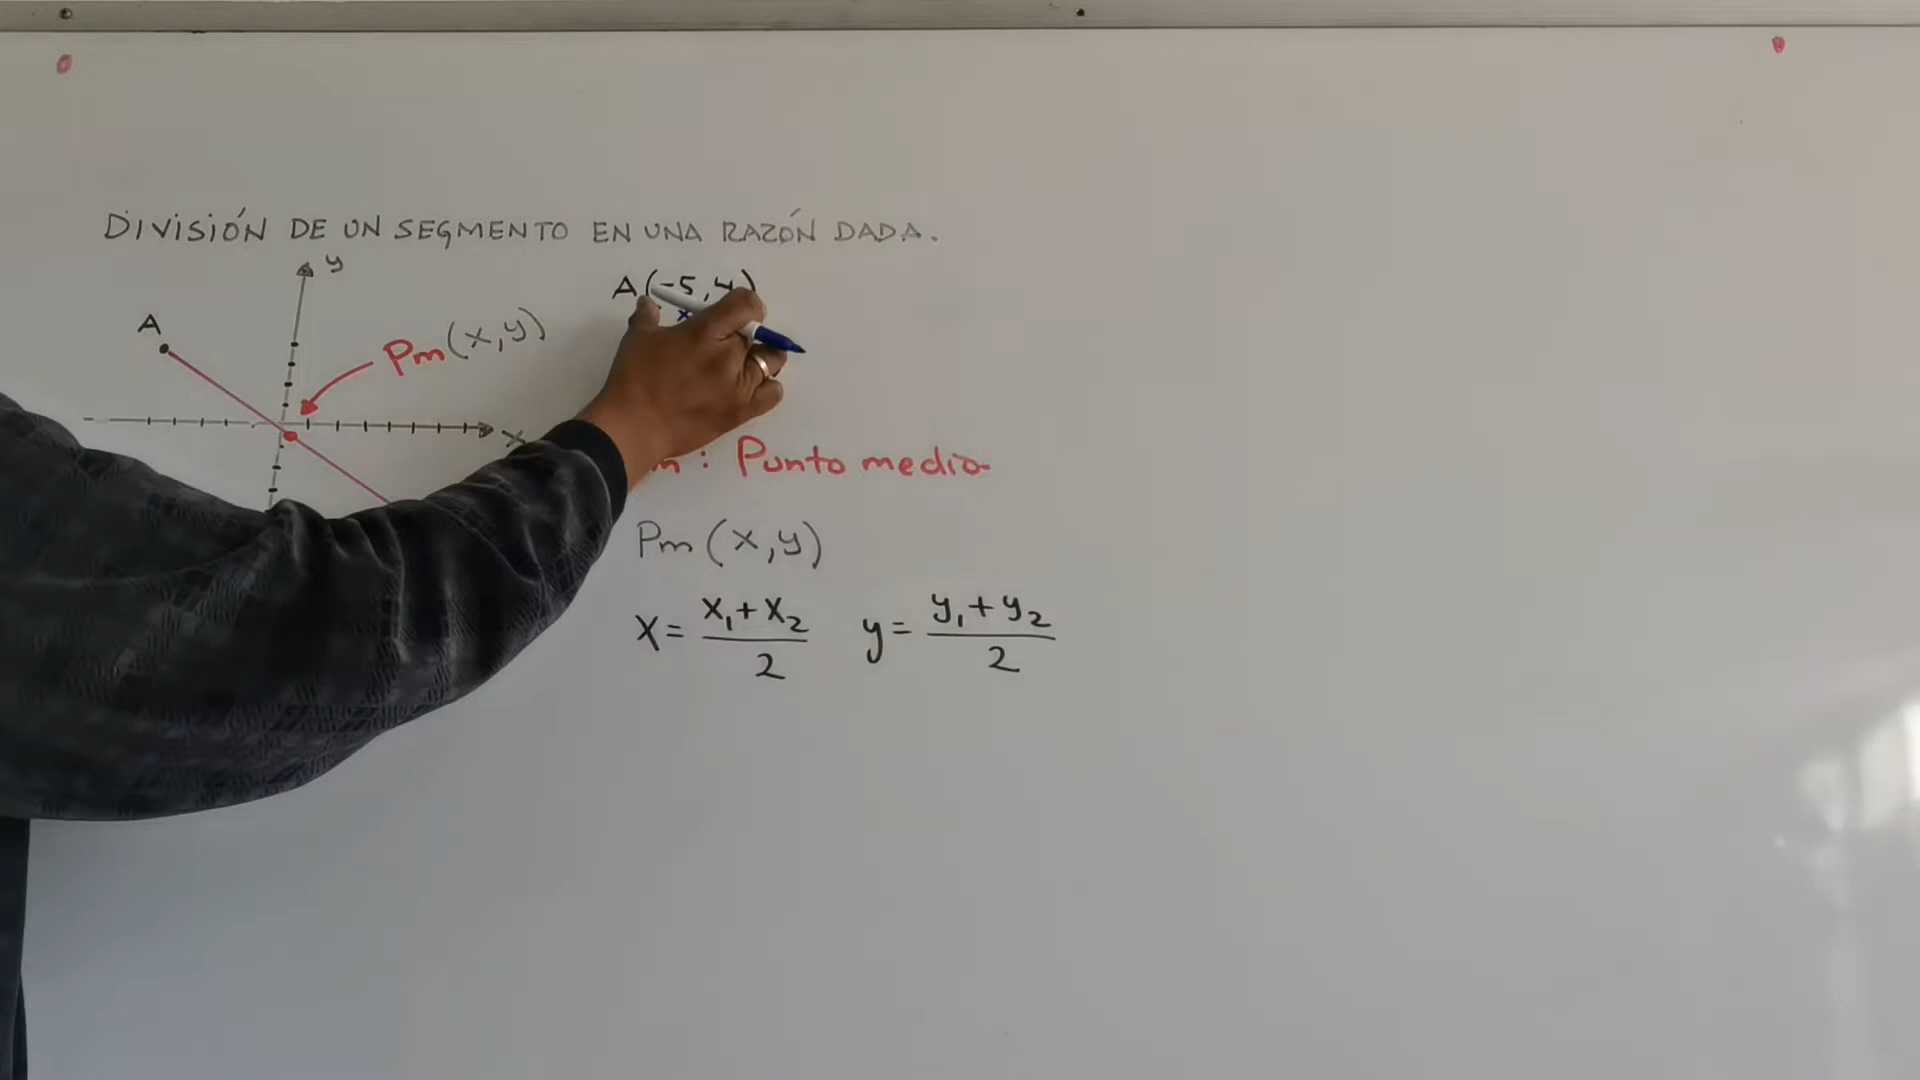 DIVISIÓN DE UN SEGMENTO EN UNA RAZÓN DADA.
y
A
Pm(x,y)
x
A(-5,4)
x
m: Punto medio
Pm(x,y)
x= x₁+x₂/2 y= y₁+y₂/2